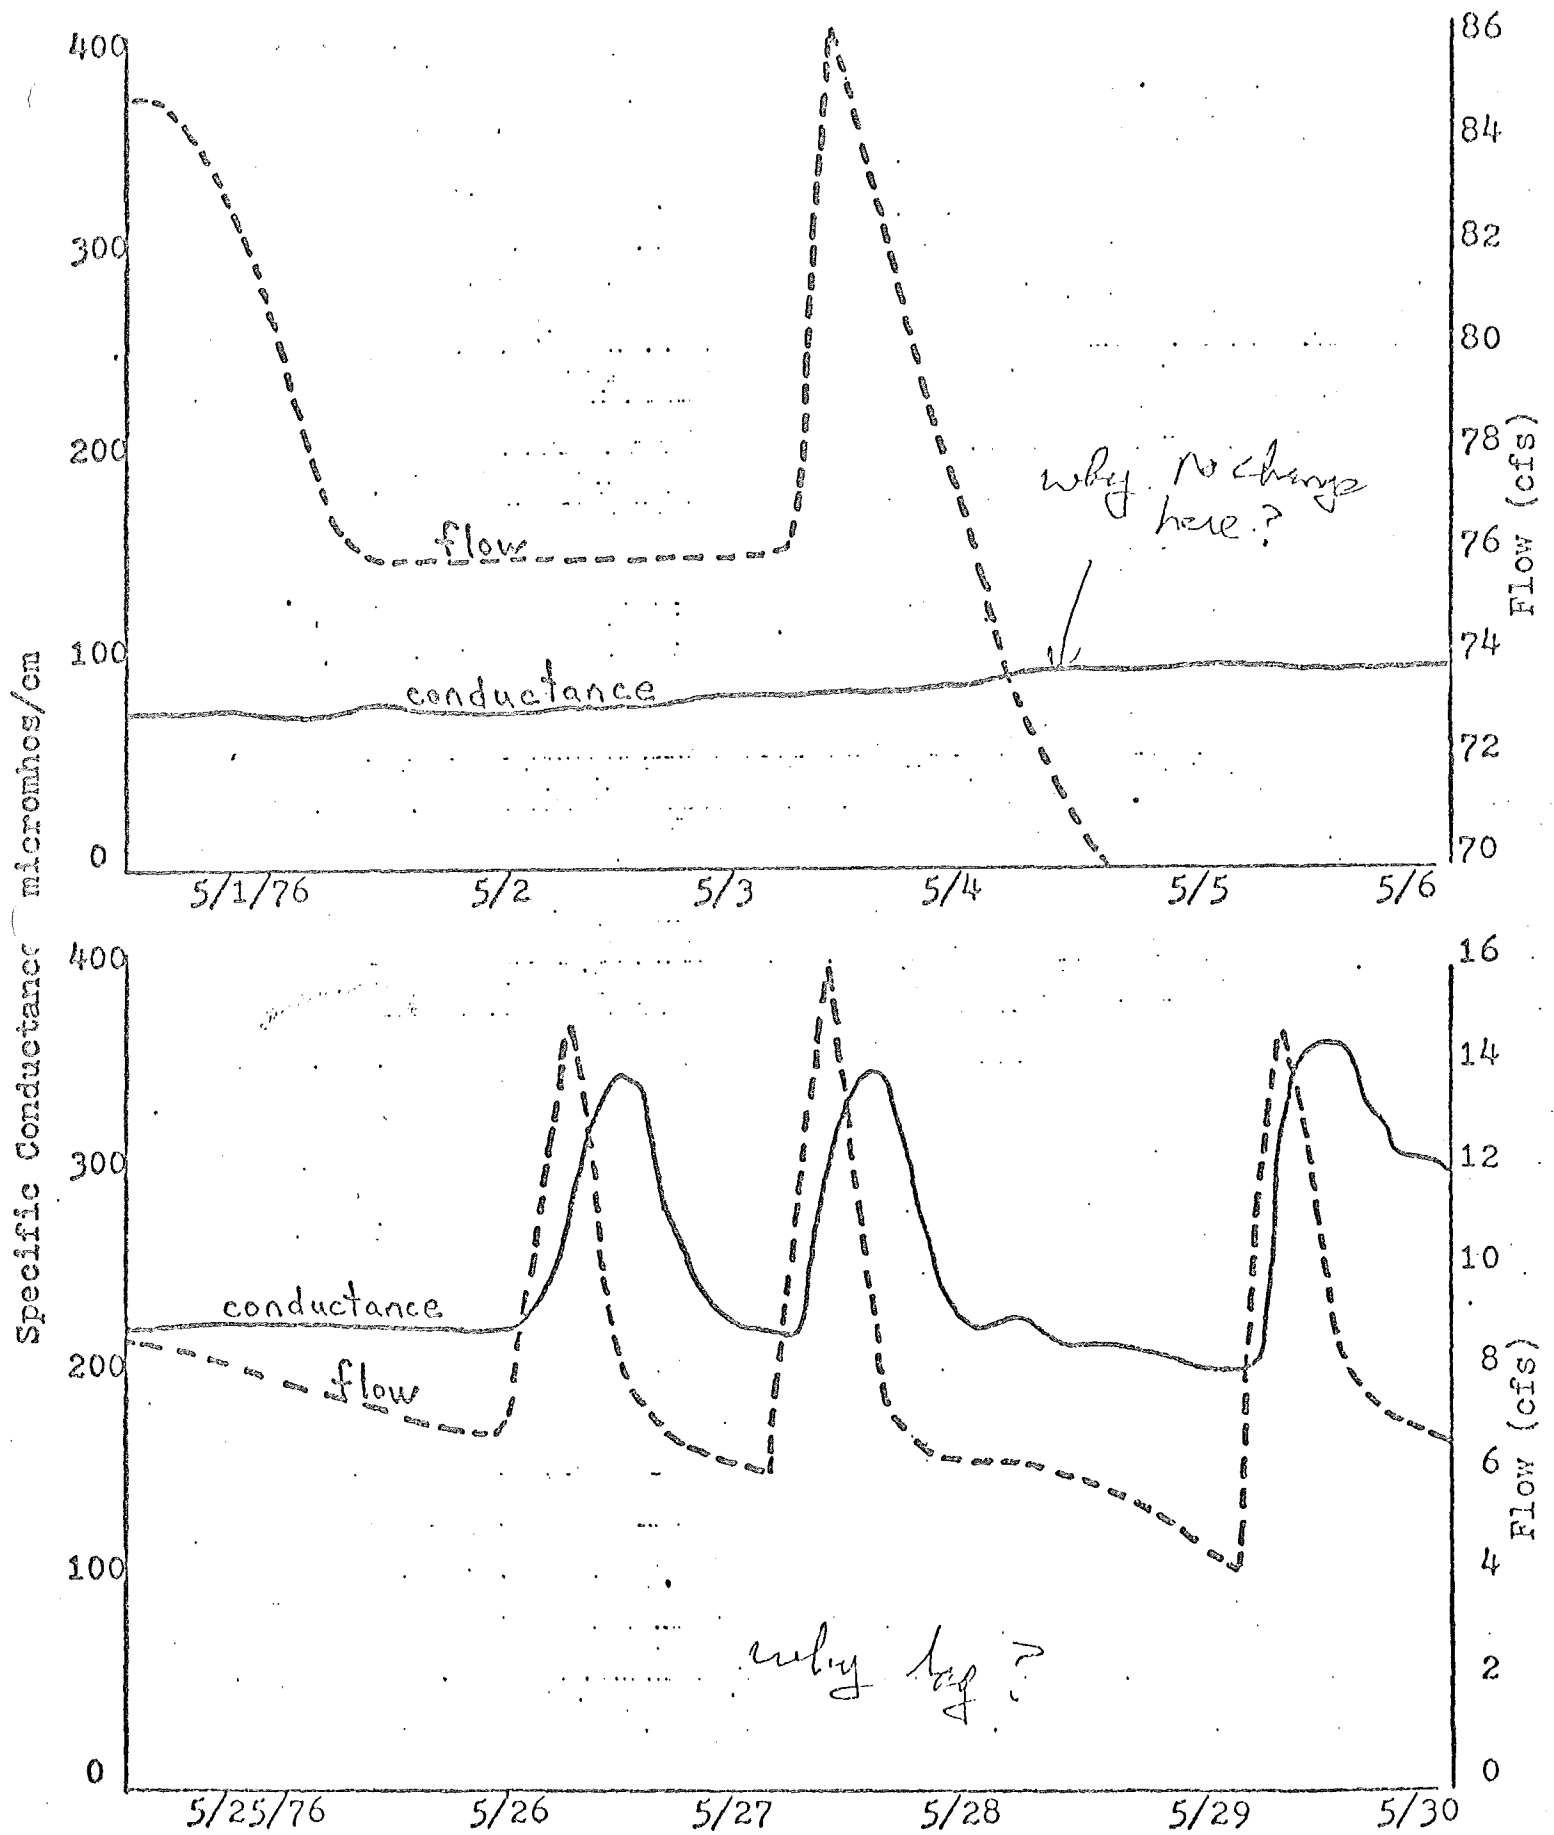 Specific Conductance micromhos/cm
400
300
200
100
0
86
84
82
80
78
76
74
72
70
Flow (cfs)
flow
conductance
why no change
here?
5/1/76 5/2 5/3 5/4 5/5 5/6
400
300
200
100
0
16
14
12
10
8
6
4
2
0
Flow (cfs)
conductance
flow
why lag?
5/25/76 5/26 5/27 5/28 5/29 5/30